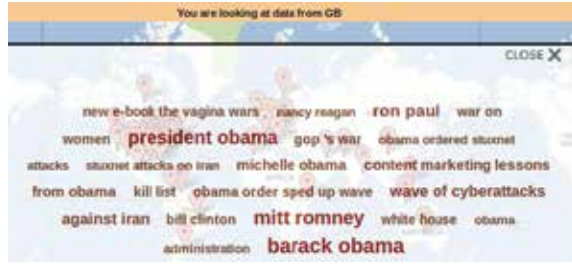 You are looking at data from GB
CLOSE X
new e-book the vagina wars nancy reagan ron paul war on
women president obama gop 's war obama ordered stuxnet
attacks stuxnet attacks on iran michelle obama content marketing lessons
from obama kill list obama order sped up wave wave of cyberattacks
against iran bill clinton mitt romney white house obama
administration barack obama